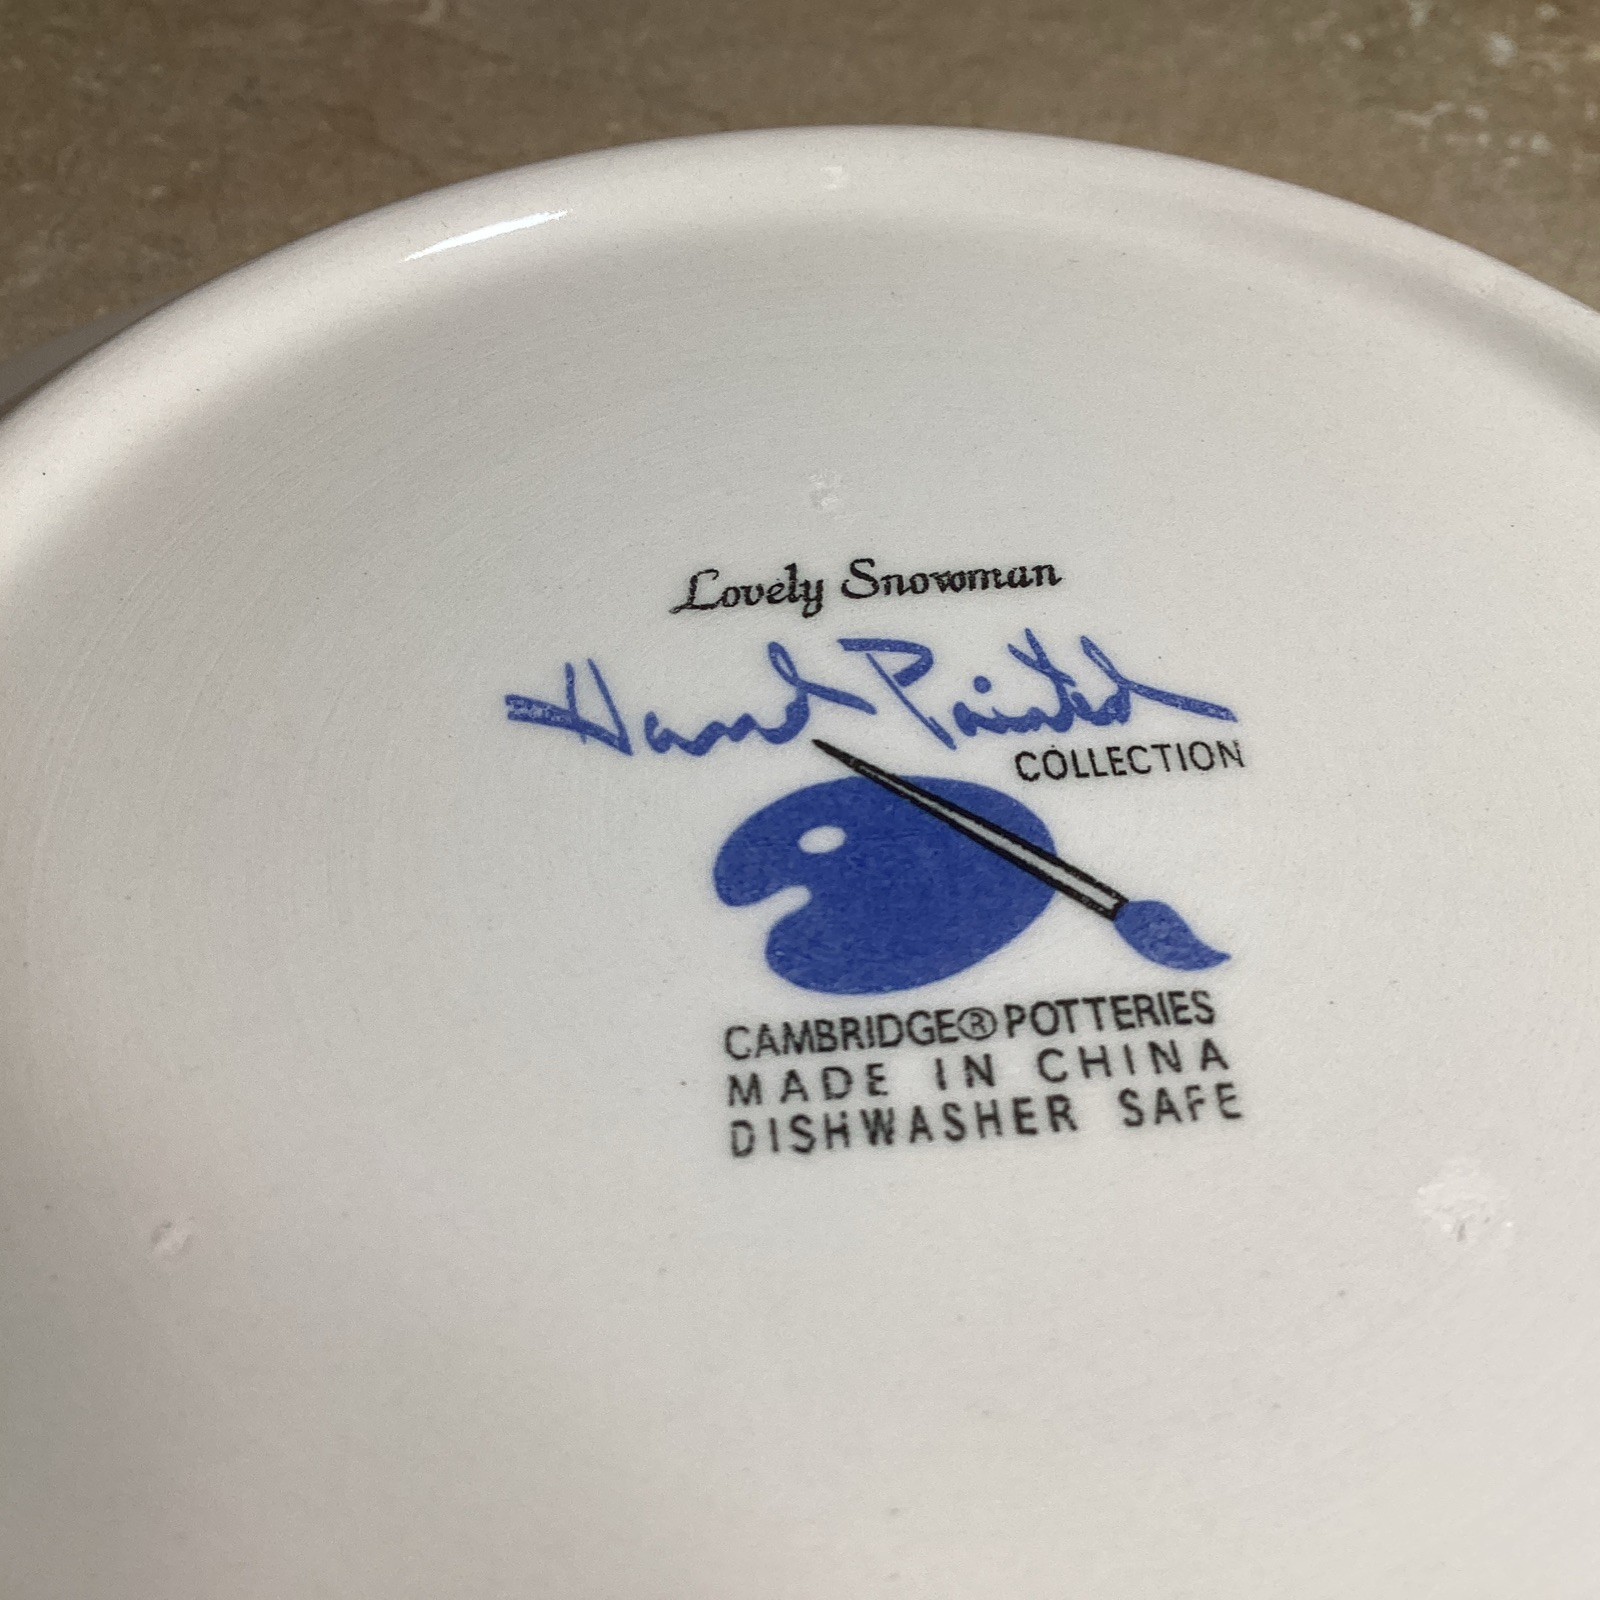 Lovely Snowman
Hand Painted
COLLECTION
CAMBRIDGE® POTTERIES
MADE IN CHINA
DISHWASHER SAFE